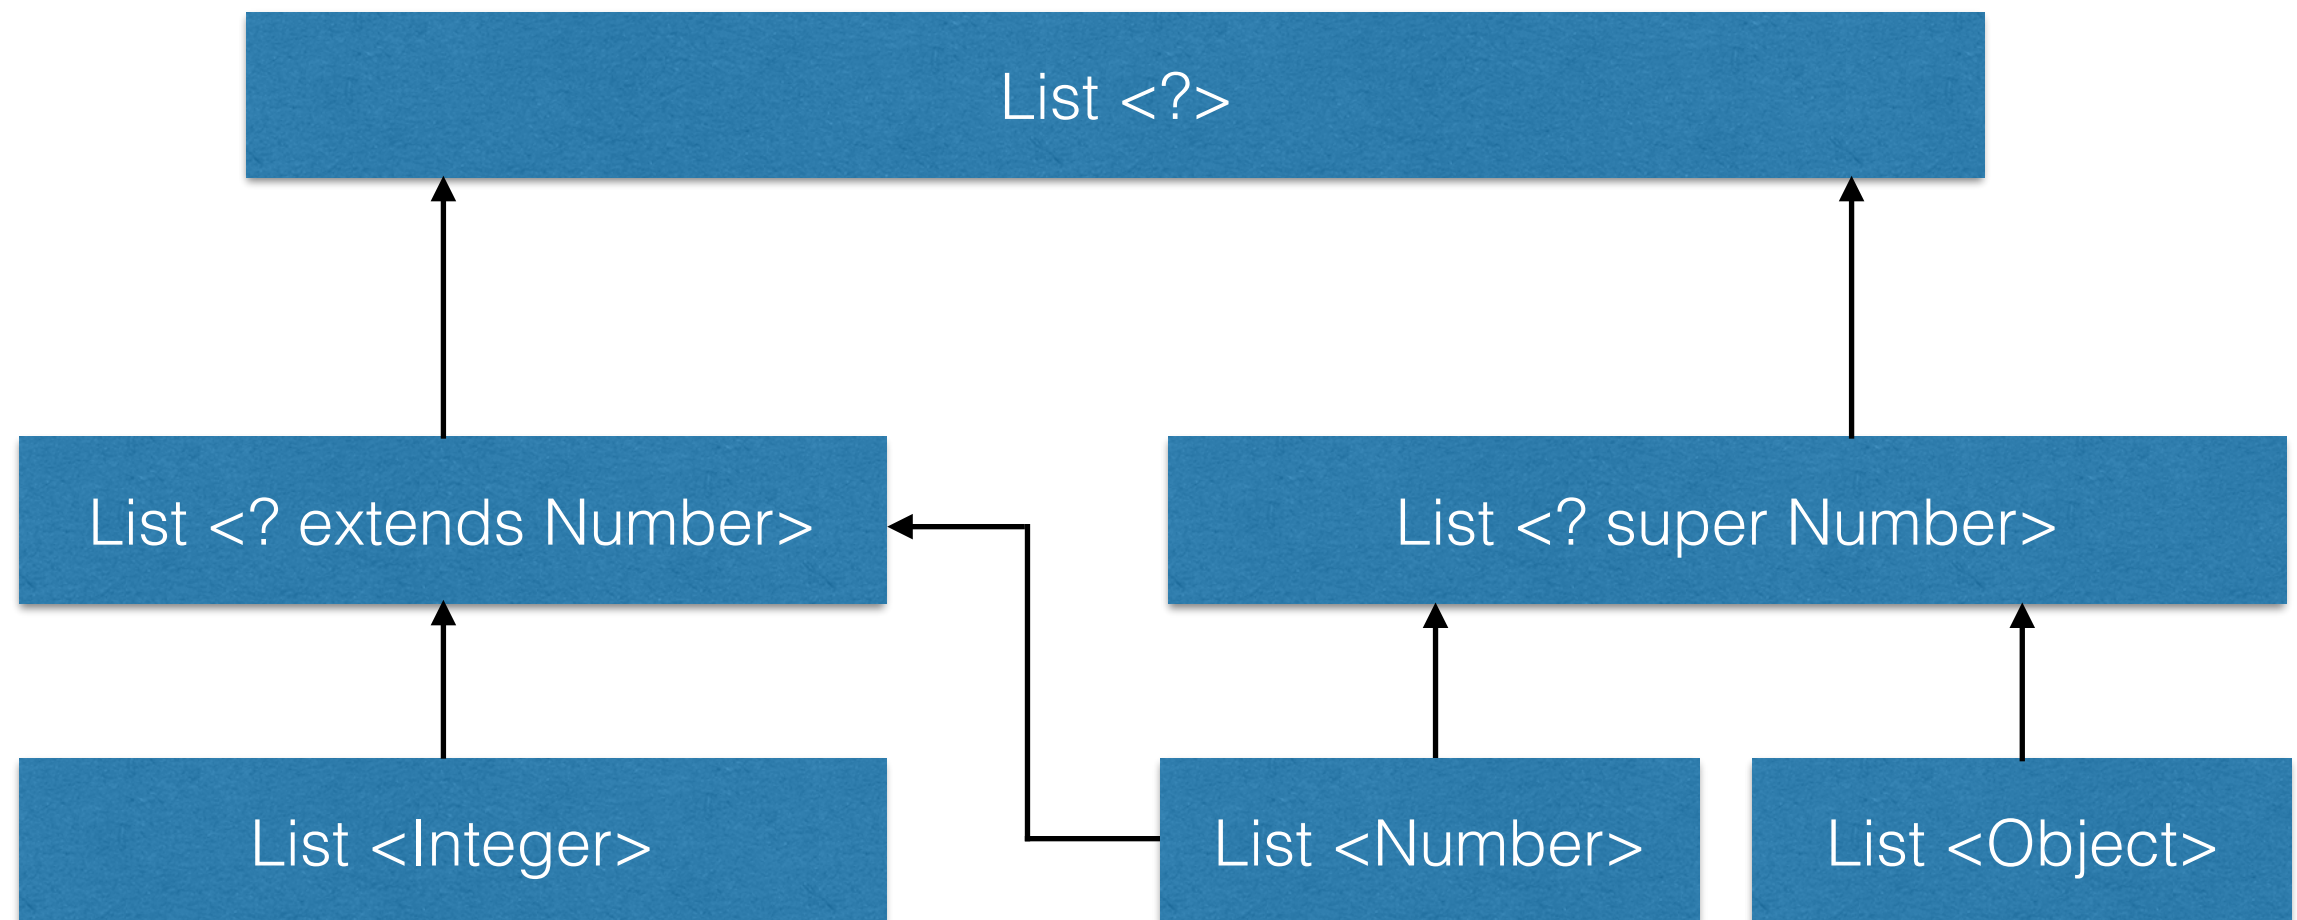 List <?>
List <? extends Number>
List <? super Number>
List <Integer>
List <Number>
List <Object>